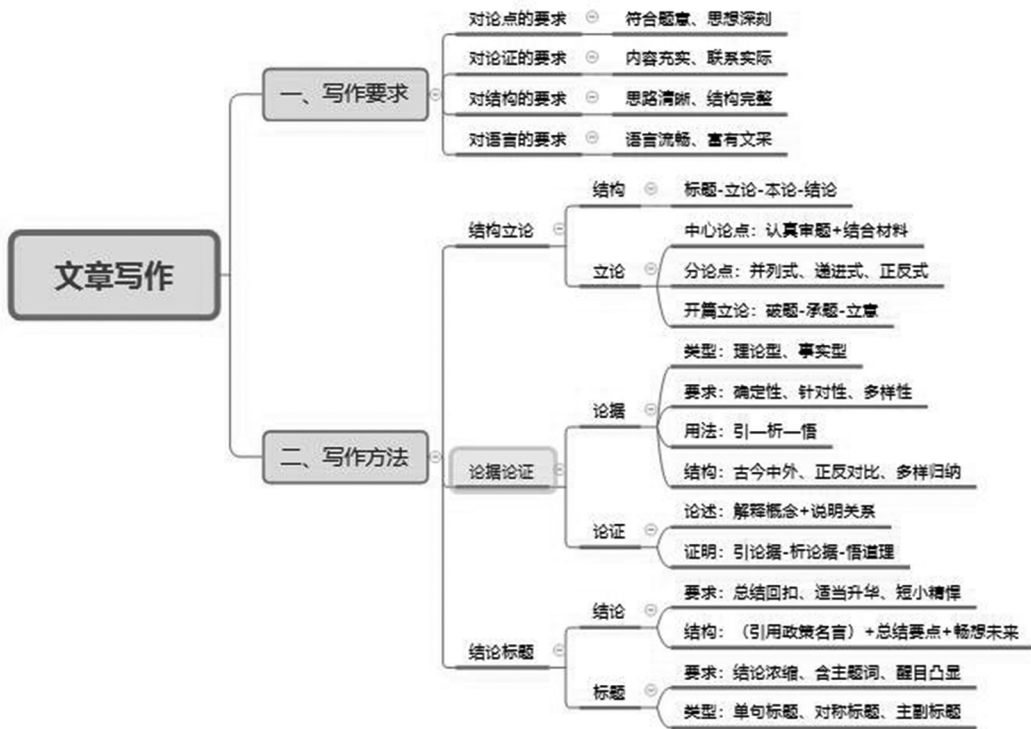 文章写作
一、写作要求
对论点的要求
符合题意、思想深刻
对论证的要求
内容充实、联系实际
对结构的要求
思路清晰、结构完整
对语言的要求
语言流畅、富有文采
二、写作方法
结构立论
结构
标题-立论-本论-结论
立论
中心论点：认真审题+结合材料
分论点：并列式、递进式、正反式
开篇立论：破题-承题-立意
论据论证
论据
类型：理论型、事实型
要求：确定性、针对性、多样性
用法：引—析—悟
结构：古今中外、正反对比、多样归纳
论证
论述：解释概念+说明关系
证明：引论据-析论据-悟道理
结论标题
结论
要求：总结回扣、适当升华、短小精悍
结构：（引用政策名言）+总结要点+畅想未来
标题
要求：结论浓缩、含主题词、醒目凸显
类型：单句标题、对称标题、主副标题